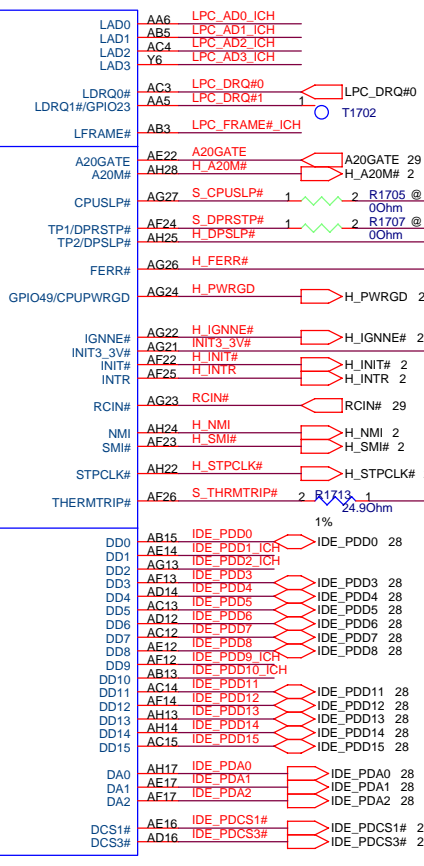 LAD0 AA6 LPC_AD0_ICH
LAD1 AB5 LPC_AD1_ICH
LAD2 AC4 LPC_AD2_ICH
LAD3 Y6 LPC_AD3_ICH
LDRQ0# AC3 LPC_DRQ#0 LPC_DRQ#0
LDRQ1#/GPIO23 AA5 LPC_DRQ#1 1 T1702
LFRAME# AB3 LPC_FRAME#_ICH
A20GATE AE22 A20GATE A20GATE 29
A20M# AH28 H_A20M# H_A20M# 2
CPUSLP# AG27 S_CPUSLP# 1 2 R1705 @
0Ohm
TP1/DPRSTP# AF24 S_DPRSTP# 1 2 R1707 @
TP2/DPSLP# AH25 H_DPSLP# 0Ohm
FERR# AG26 H_FERR#
GPIO49/CPUPWRGD AG24 H_PWRGD H_PWRGD 2
IGNNE# AG22 H_IGNNE# H_IGNNE# 2
INIT3_3V# AG21 INIT3_3V#
INIT# AF22 H_INIT# H_INIT# 2
INTR AF25 H_INTR H_INTR 2
RCIN# AG23 RCIN# RCIN# 29
NMI AH24 H_NMI H_NMI 2
SMI# AF23 H_SMI# H_SMI# 2
STPCLK# AH22 H_STPCLK# H_STPCLK#
THERMTRIP# AF26 S_THRMTRIP# 2 R1713 1
24.9Ohm
1%
DD0 AB15 IDE_PDD0 IDE_PDD0 28
DD1 AE14 IDE_PDD1_ICH
DD2 AG13 IDE_PDD2_ICH
DD3 AF13 IDE_PDD3 IDE_PDD3 28
DD4 AD14 IDE_PDD4 IDE_PDD4 28
DD5 AC13 IDE_PDD5 IDE_PDD5 28
DD6 AD12 IDE_PDD6 IDE_PDD6 28
DD7 AC12 IDE_PDD7 IDE_PDD7 28
DD8 AE12 IDE_PDD8 IDE_PDD8 28
DD9 AF12 IDE_PDD9_ICH
DD10 AB13 IDE_PDD10_ICH
DD11 AC14 IDE_PDD11 IDE_PDD11 28
DD12 AF14 IDE_PDD12 IDE_PDD12 28
DD13 AH13 IDE_PDD13 IDE_PDD13 28
DD14 AH14 IDE_PDD14 IDE_PDD14 28
DD15 AC15 IDE_PDD15 IDE_PDD15 28
DA0 AH17 IDE_PDA0 IDE_PDA0 28
DA1 AE17 IDE_PDA1 IDE_PDA1 28
DA2 AF17 IDE_PDA2 IDE_PDA2 28
DCS1# AE16 IDE_PDCS1# IDE_PDCS1# 2
DCS3# AD16 IDE_PDCS3# IDE_PDCS3# 2